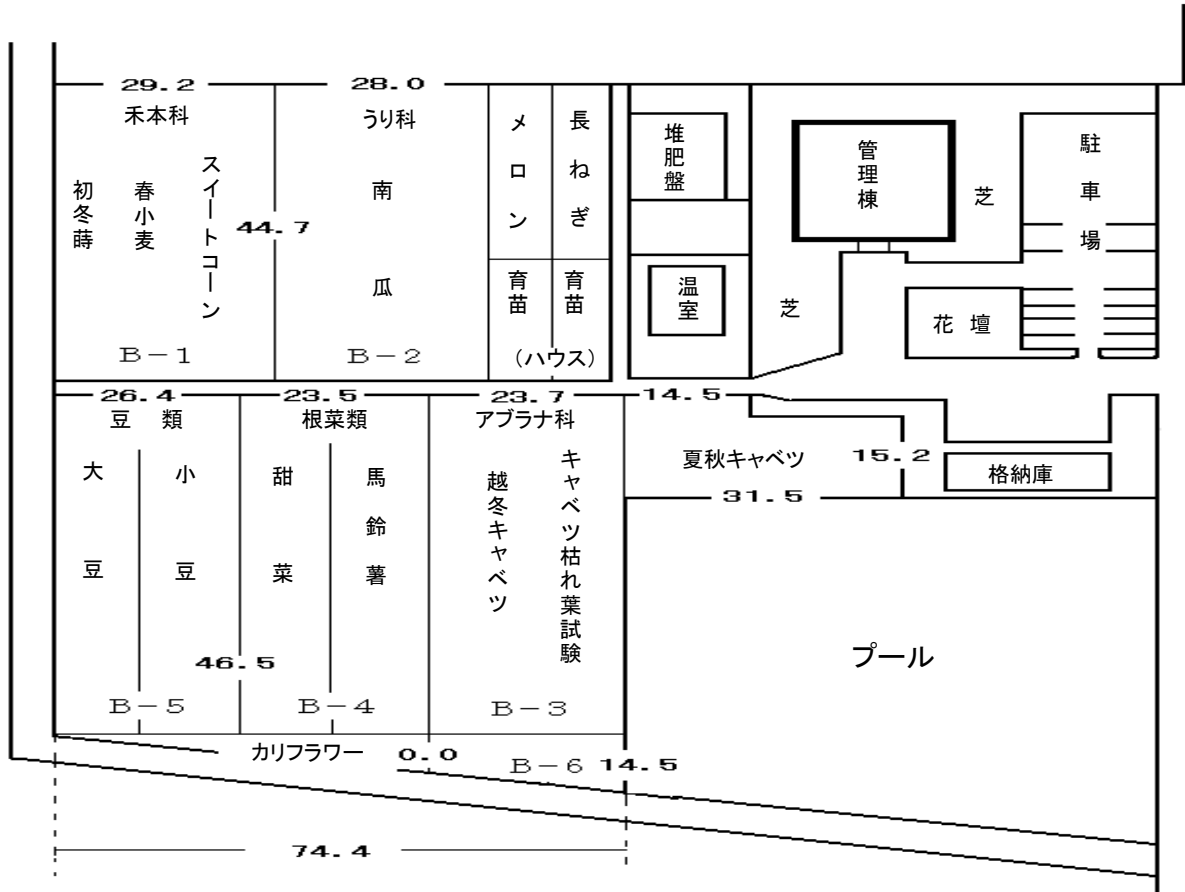 29.2
28.0
禾本科
うり科
初冬蒔
春小麦
スイートコーン
44.7
南瓜
メロン
長ねぎ
育苗
育苗
(ハウス)
B-1
B-2
堆肥盤
温室
管理棟
芝
芝
駐車場
花壇
26.4
23.5
23.7
14.5
豆類
根菜類
アブラナ科
大豆
小豆
甜菜
馬鈴薯
越冬キャベツ
キャベツ枯れ葉試験
夏秋キャベツ
15.2
31.5
格納庫
46.5
B-5
B-4
B-3
プール
カリフラワー
0.0
B-6
14.5
74.4